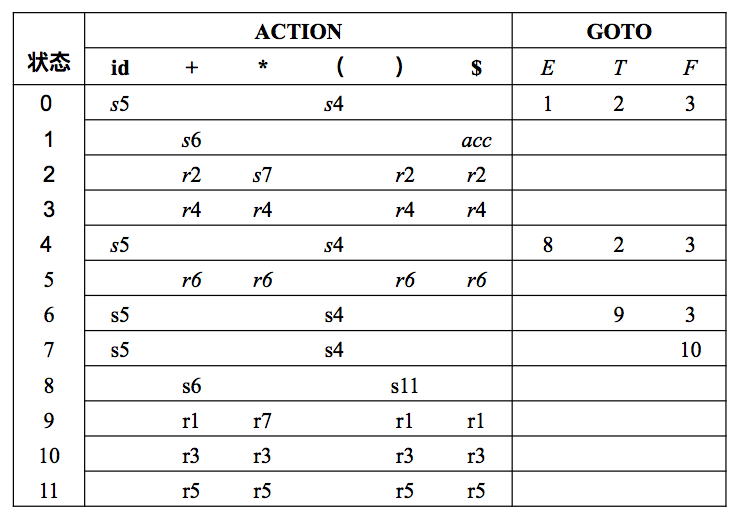 ACTION GOTO
状态 id + * ( ) $ E T F
0 s5 s4 1 2 3
1 s6 acc
2 r2 s7 r2 r2
3 r4 r4 r4 r4
4 s5 s4 8 2 3
5 r6 r6 r6 r6
6 s5 s4 9 3
7 s5 s4 10
8 s6 s11
9 r1 r7 r1 r1
10 r3 r3 r3 r3
11 r5 r5 r5 r5